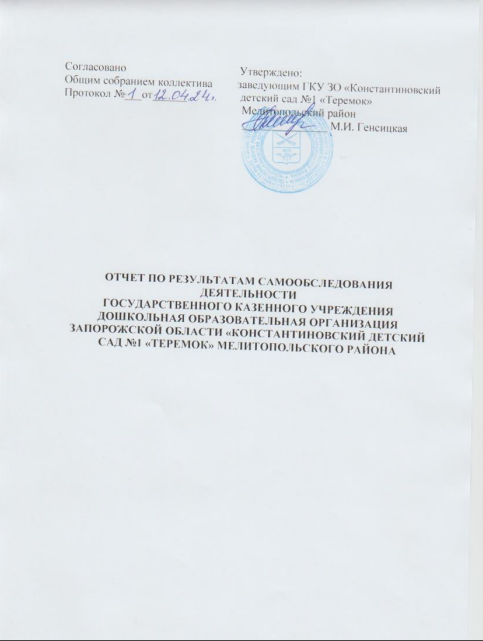 Согласовано
Общим собранием коллектива
Протокол № 1 от 12.04.24г.
Утверждено:
заведующим ГКУ ЗО «Константиновский
детский сад №1 «Теремок»
Мелитопольский район
М.И. Генсицкая
ОТЧЕТ ПО РЕЗУЛЬТАТАМ САМООБСЛЕДОВАНИЯ
ДЕЯТЕЛЬНОСТИ
ГОСУДАРСТВЕННОГО КАЗЕННОГО УЧРЕЖДЕНИЯ
ДОШКОЛЬНАЯ ОБРАЗОВАТЕЛЬНАЯ ОРГАНИЗАЦИЯ
ЗАПОРОЖСКОЙ ОБЛАСТИ «КОНСТАНТИНОВСКИЙ ДЕТСКИЙ
САД №1 «ТЕРЕМОК» МЕЛИТОПОЛЬСКОГО РАЙОНА